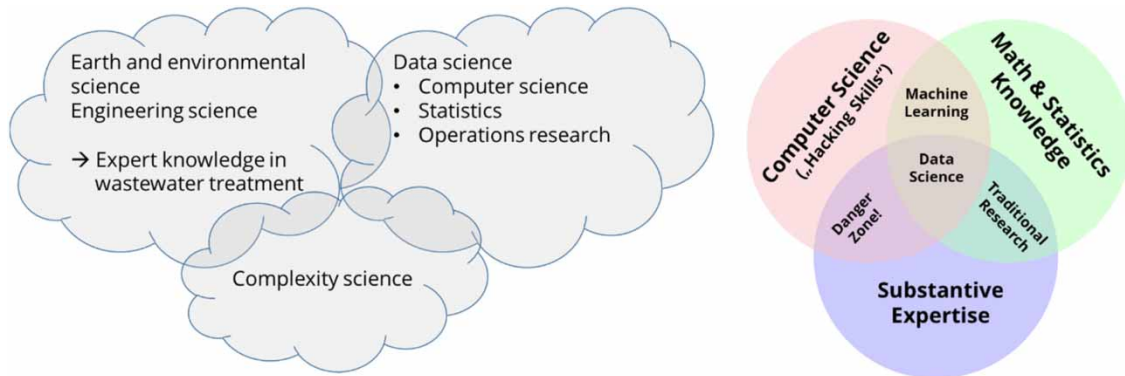 Earth and environmental
science
Engineering science
→ Expert knowledge in
wastewater treatment
Data science
• Computer science
• Statistics
• Operations research
Complexity science
Computer Science
(„Hacking Skills“)
Math & Statistics
Knowledge
Machine
Learning
Data
Science
Danger
Zone!
Traditional
Research
Substantive
Expertise